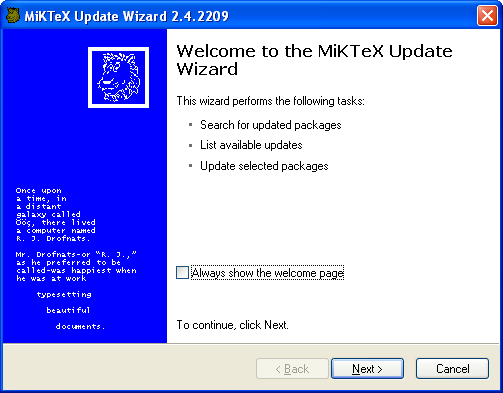 MiKTeX Update Wizard 2.4.2209
Welcome to the MiKTeX Update
Wizard
This wizard performs the following tasks:
• Search for updated packages
• List available updates
• Update selected packages
Once upon
a time, in
a distant
galaxy called
Ööç, there lived
a computer named
R. J. Drofnats.
Mr. Drofnats-or "R. J.,"
as he preferred to be
called-was happiest when
he was at work
typesetting
beautiful
documents.
Always show the welcome page
To continue, click Next.
< Back
Next >
Cancel